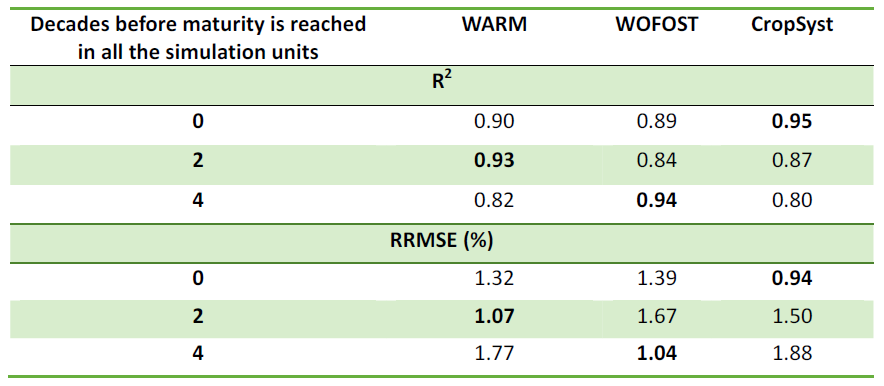 Decades before maturity is reached WARM WOFOST CropSyst
in all the simulation units
R²
0 0.90 0.89 0.95
2 0.93 0.84 0.87
4 0.82 0.94 0.80
RRMSE (%)
0 1.32 1.39 0.94
2 1.07 1.67 1.50
4 1.77 1.04 1.88